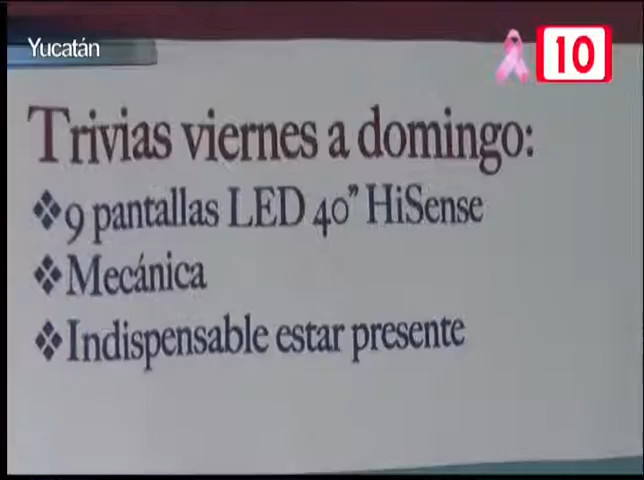 Yucatán
10
Trivias viernes a domingo:
❖9 pantallas LED 40” HiSense
❖Mecánica
❖Indispensable estar presente